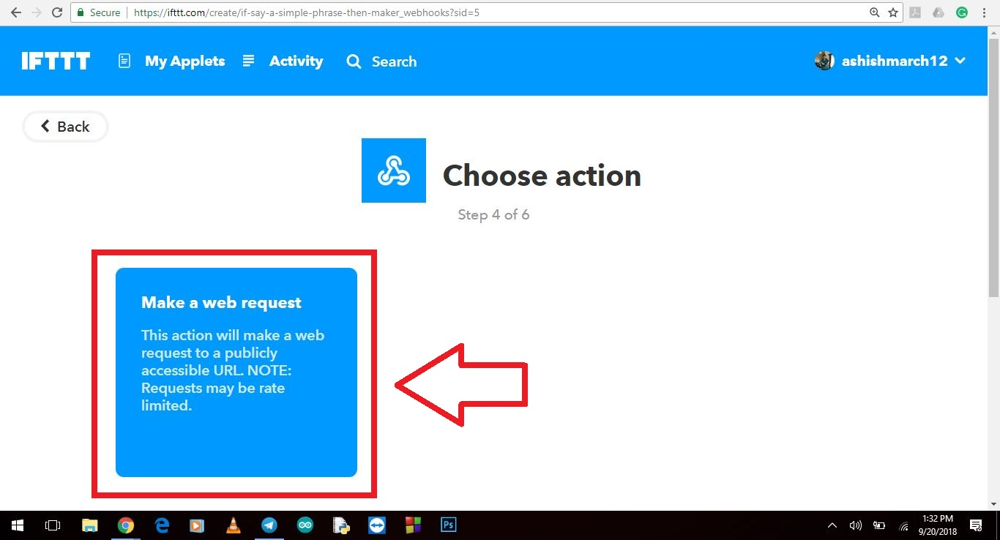 Secure https://ifttt.com/create/if-say-a-simple-phrase-then-maker_webhooks?sid=5
IFTTT My Applets Activity Search ashishmarch12
Back
Choose action
Step 4 of 6
Make a web request
This action will make a web
request to a publicly
accessible URL. NOTE:
Requests may be rate
limited.
Ps
1:32 PM
9/20/2018